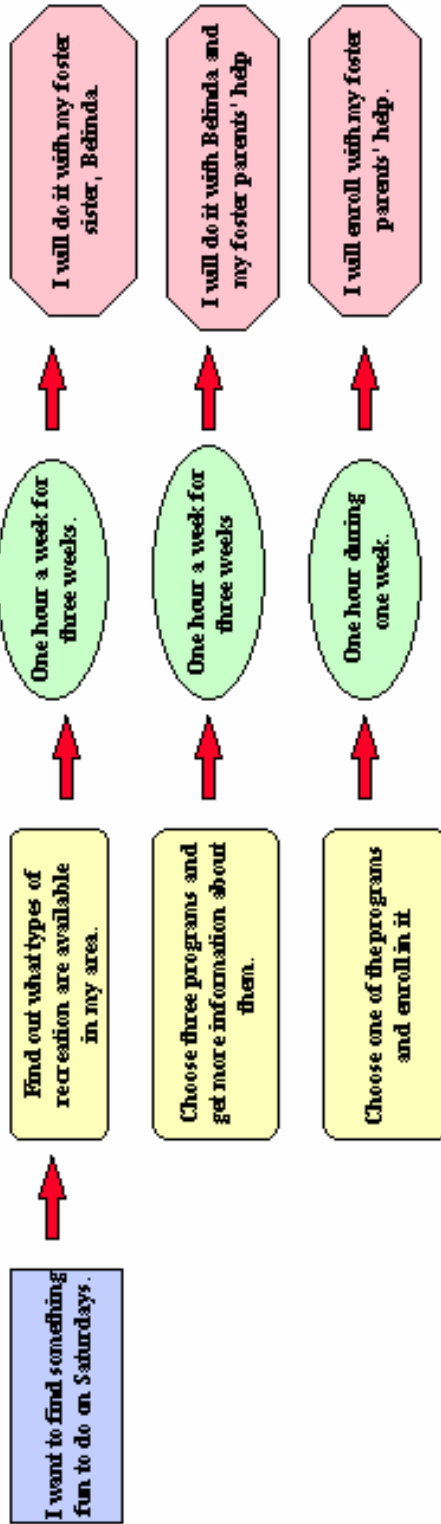 I want to find something
fun to do on Saturdays.
Find out what types of
recreation are available
in my area.
One hour a week for
three weeks.
I will do it with my foster
sister, Belinda.
Choose three programs and
get more information about
them.
One hour a week for
three weeks
I will do it with Belinda and
my foster parents' help
Choose one of the programs
and enroll in it
One hour during
one week.
I will enroll with my foster
parents' help.